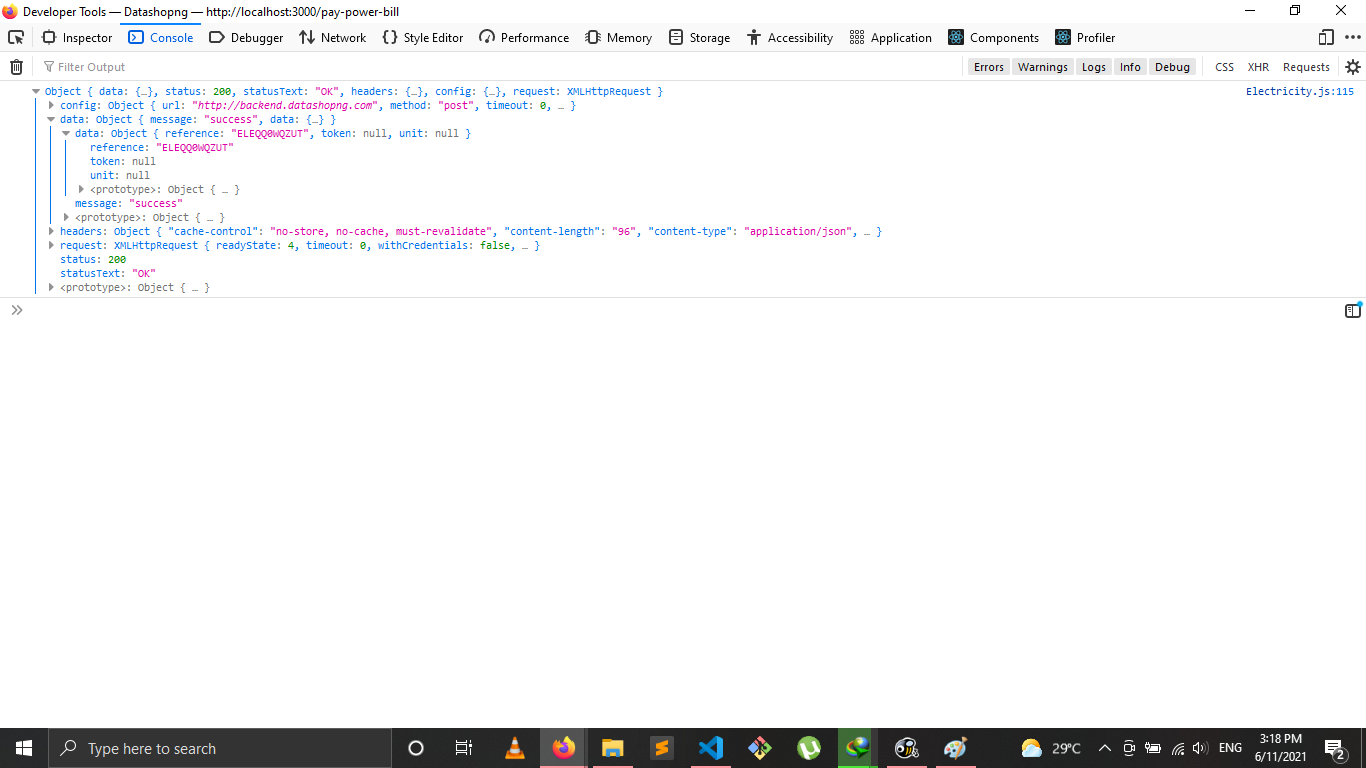 Developer Tools — Datashopng — http://localhost:3000/pay-power-bill
Inspector Console Debugger Network Style Editor Performance Memory Storage Accessibility Application Components Profiler
Filter Output Errors Warnings Logs Info Debug CSS XHR Requests
Object { data: {…}, status: 200, statusText: "OK", headers: {…}, config: {…}, request: XMLHttpRequest } Electricity.js:115
config: Object { url: "http://backend.datashopng.com", method: "post", timeout: 0, … }
data: Object { message: "success", data: {…} }
data: Object { reference: "ELEQQ0WQZUT", token: null, unit: null }
reference: "ELEQQ0WQZUT"
token: null
unit: null
<prototype>: Object { … }
message: "success"
<prototype>: Object { … }
headers: Object { "cache-control": "no-store, no-cache, must-revalidate", "content-length": "96", "content-type": "application/json", … }
request: XMLHttpRequest { readyState: 4, timeout: 0, withCredentials: false, … }
status: 200
statusText: "OK"
<prototype>: Object { … }
Type here to search 29°C ENG 3:18 PM
6/11/2021 2